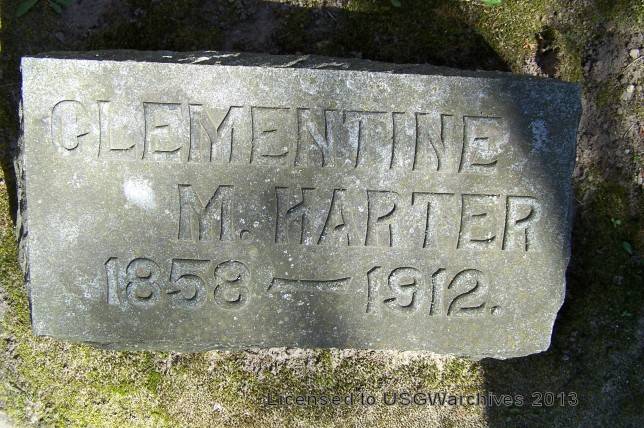 CLEMENTINE
M. HARTER
1858 — 1912.
Licensed to USGWarchives 2013